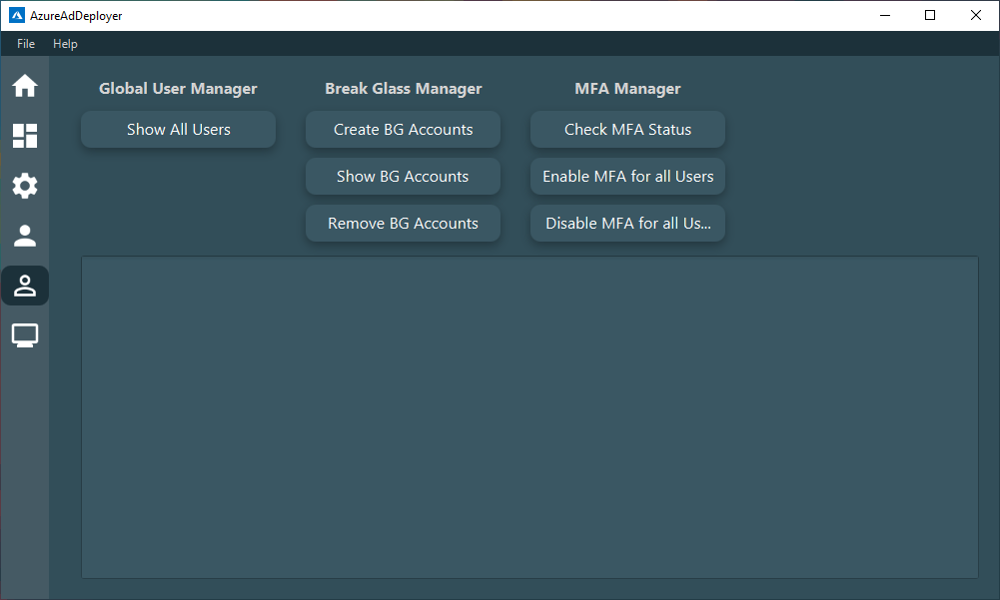 AzureAdDeployer
File Help
Global User Manager Break Glass Manager MFA Manager
Show All Users Create BG Accounts Check MFA Status
Show BG Accounts Enable MFA for all Users
Remove BG Accounts Disable MFA for all Us...